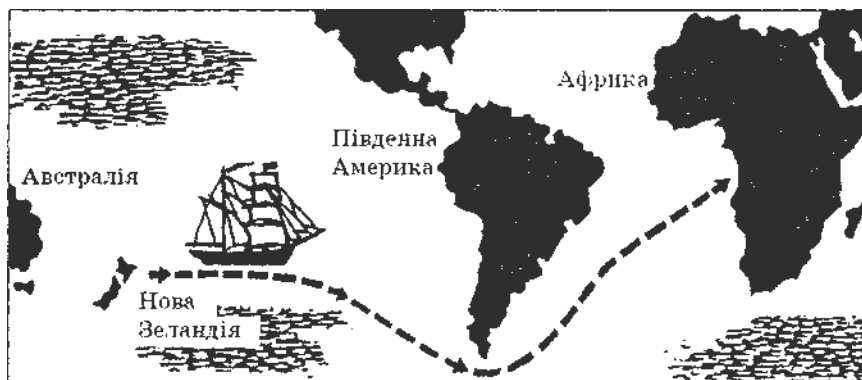 Африка
Південна
Америка
Австралія
Нова
Зеландія